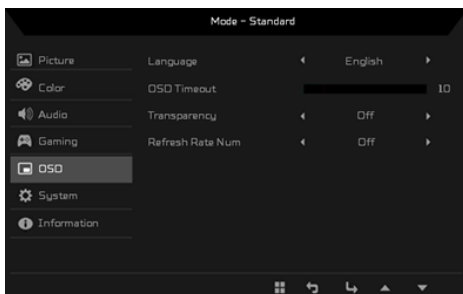 Mode - Standard
Picture
Language English
Color
OSD Timeout 10
Audio
Transparency Off
Gaming
Refresh Rate Num Off
OSD
System
Information